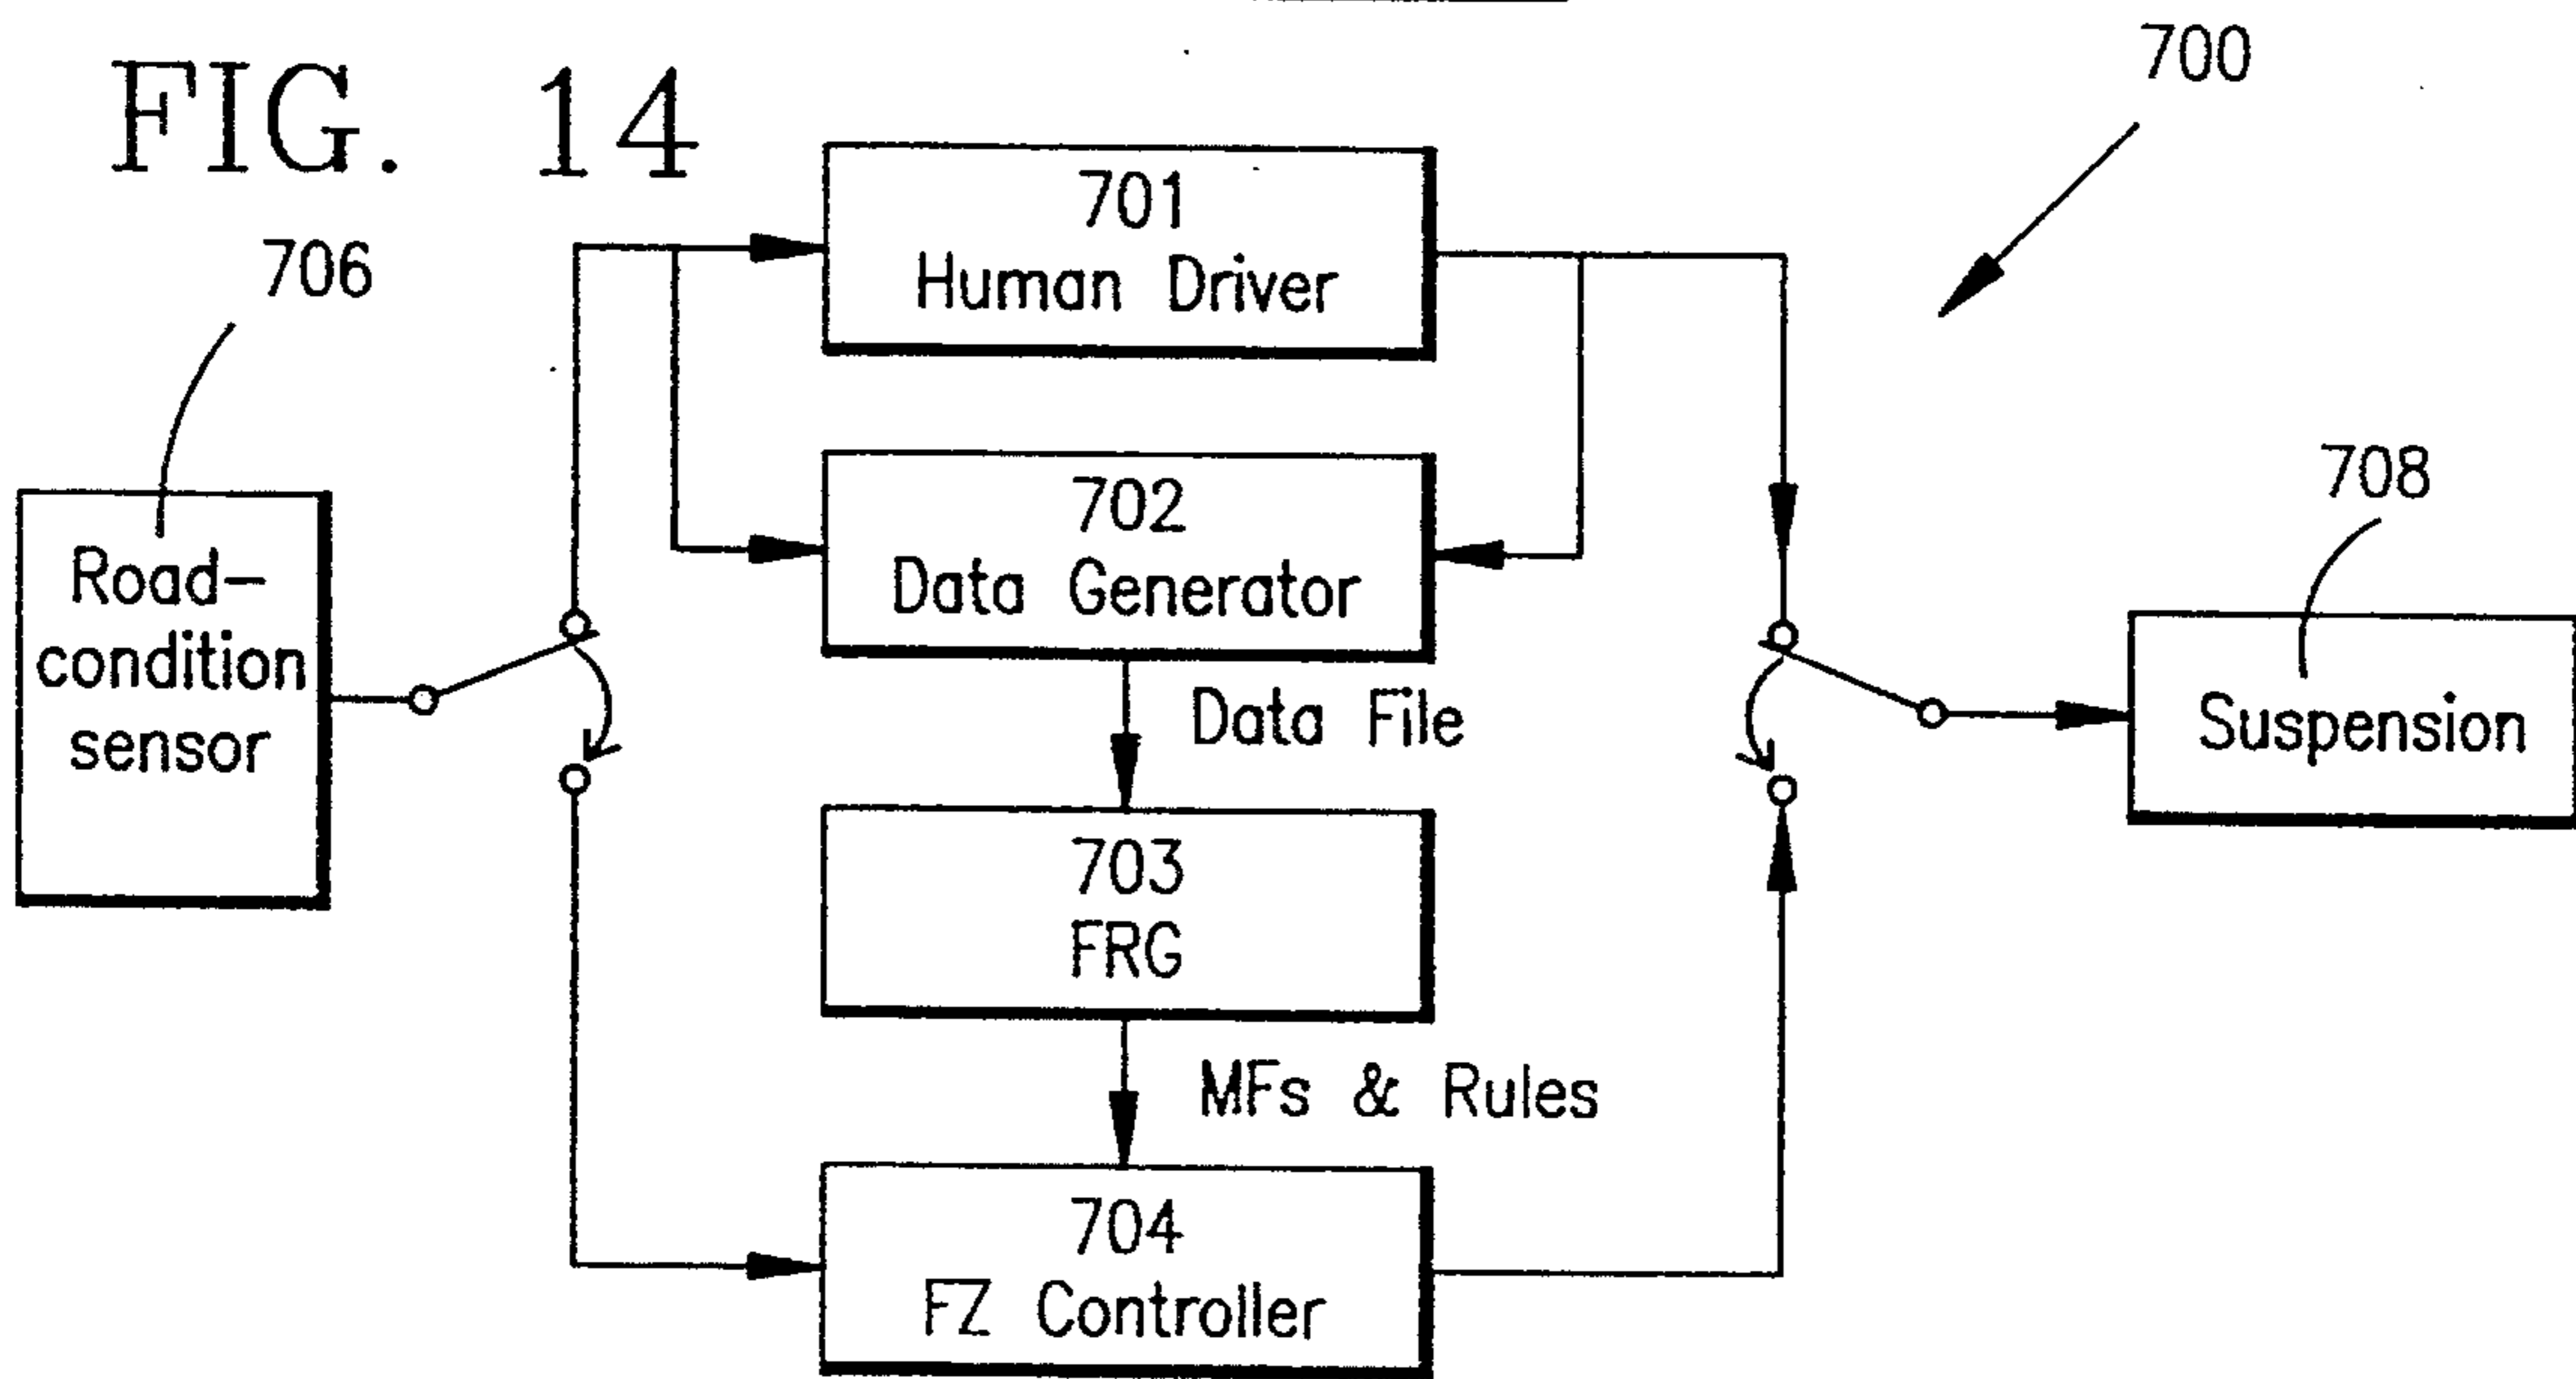 FIG. 14
700
706
701
Human Driver
702
Data Generator
708
Road-
condition
sensor
Data File
Suspension
703
FRG
MFs & Rules
704
FZ Controller